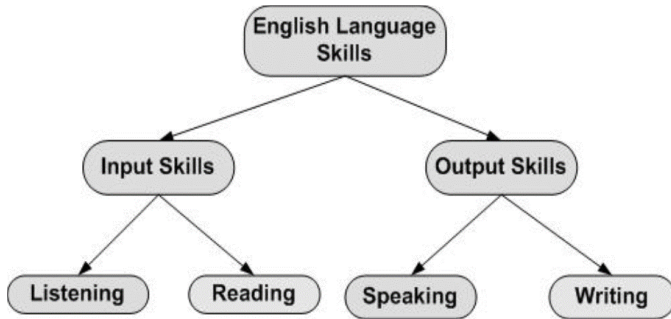 English Language
Skills
Input Skills
Output Skills
Listening
Reading
Speaking
Writing